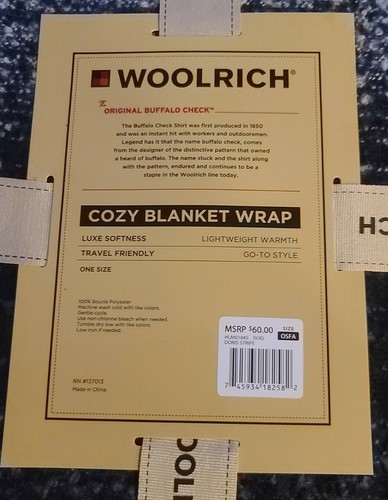 WOOLRICH®
The ORIGINAL BUFFALO CHECK™
The Buffalo Check Shirt was first produced in 1850
and was an instant hit with workers and outdoorsmen.
Legend has it that the name buffalo check, comes
from the designer of the distinctive pattern that owned
a heard of buffalo. The name stuck and the shirt along
with the pattern, endured and continues to be a
staple in the Woolrich line today.
COZY BLANKET WRAP
LUXE SOFTNESS LIGHTWEIGHT WARMTH
TRAVEL FRIENDLY GO-TO STYLE
ONE SIZE
100% Boucle Polyester
Machine wash cold with like colors.
Gentle cycle.
Use non-chlorine bleach when needed.
Tumble dry low with like colors.
Low iron if needed.
MSRP $60.00 SIZE
OSFA
DORIS STRIPE
7 45934 18258 2
RN #137013
Made in China
CH
OOL